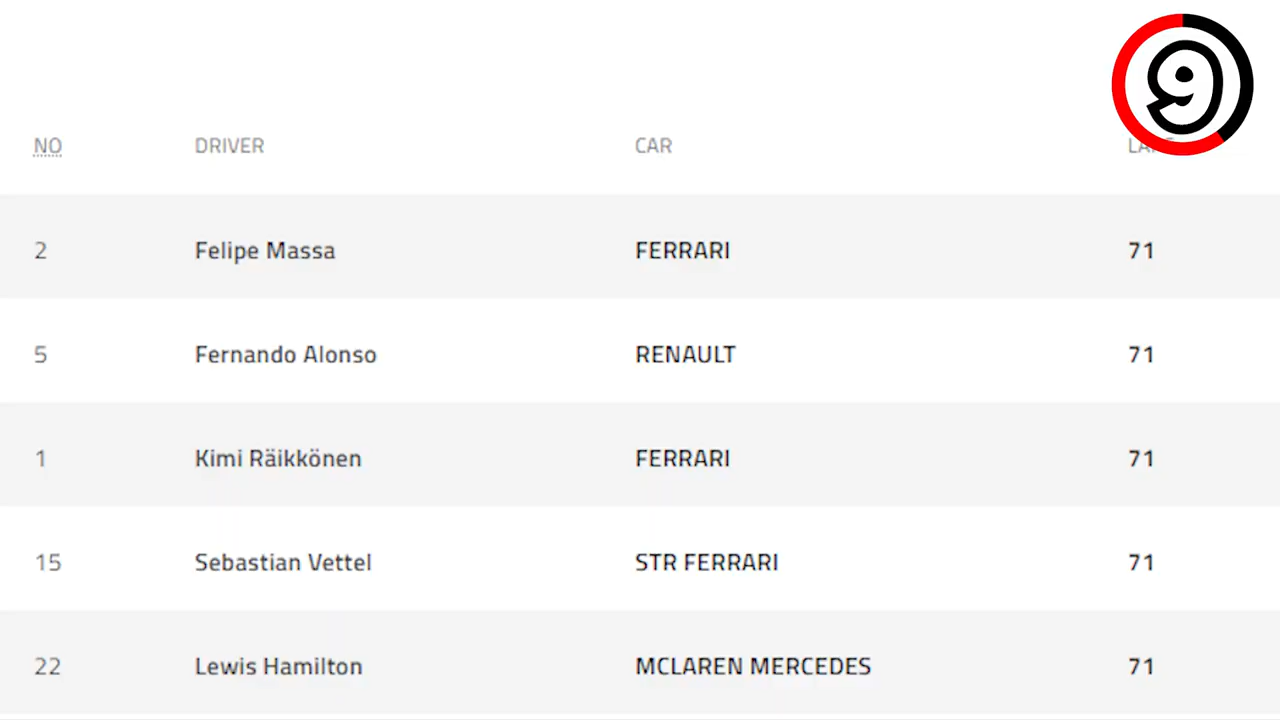 9
NO DRIVER CAR
2 Felipe Massa FERRARI 71
5 Fernando Alonso RENAULT 71
1 Kimi Räikkönen FERRARI 71
15 Sebastian Vettel STR FERRARI 71
22 Lewis Hamilton MCLAREN MERCEDES 71